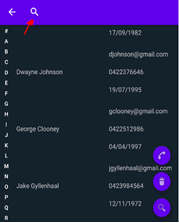 #
A
B
C
D
E
F
G
H
I
J
K
L
M
N
O
P
Q
R
17/09/1982
djohnson@gmail.com
Dwayne Johnson 0422376646
19/07/1995
gclooney@gmail.com
George Clooney 0422512986
04/04/1997
jgyllenhaal@gmail.com
Jake Gyllenhaal 0423984564
12/11/1972